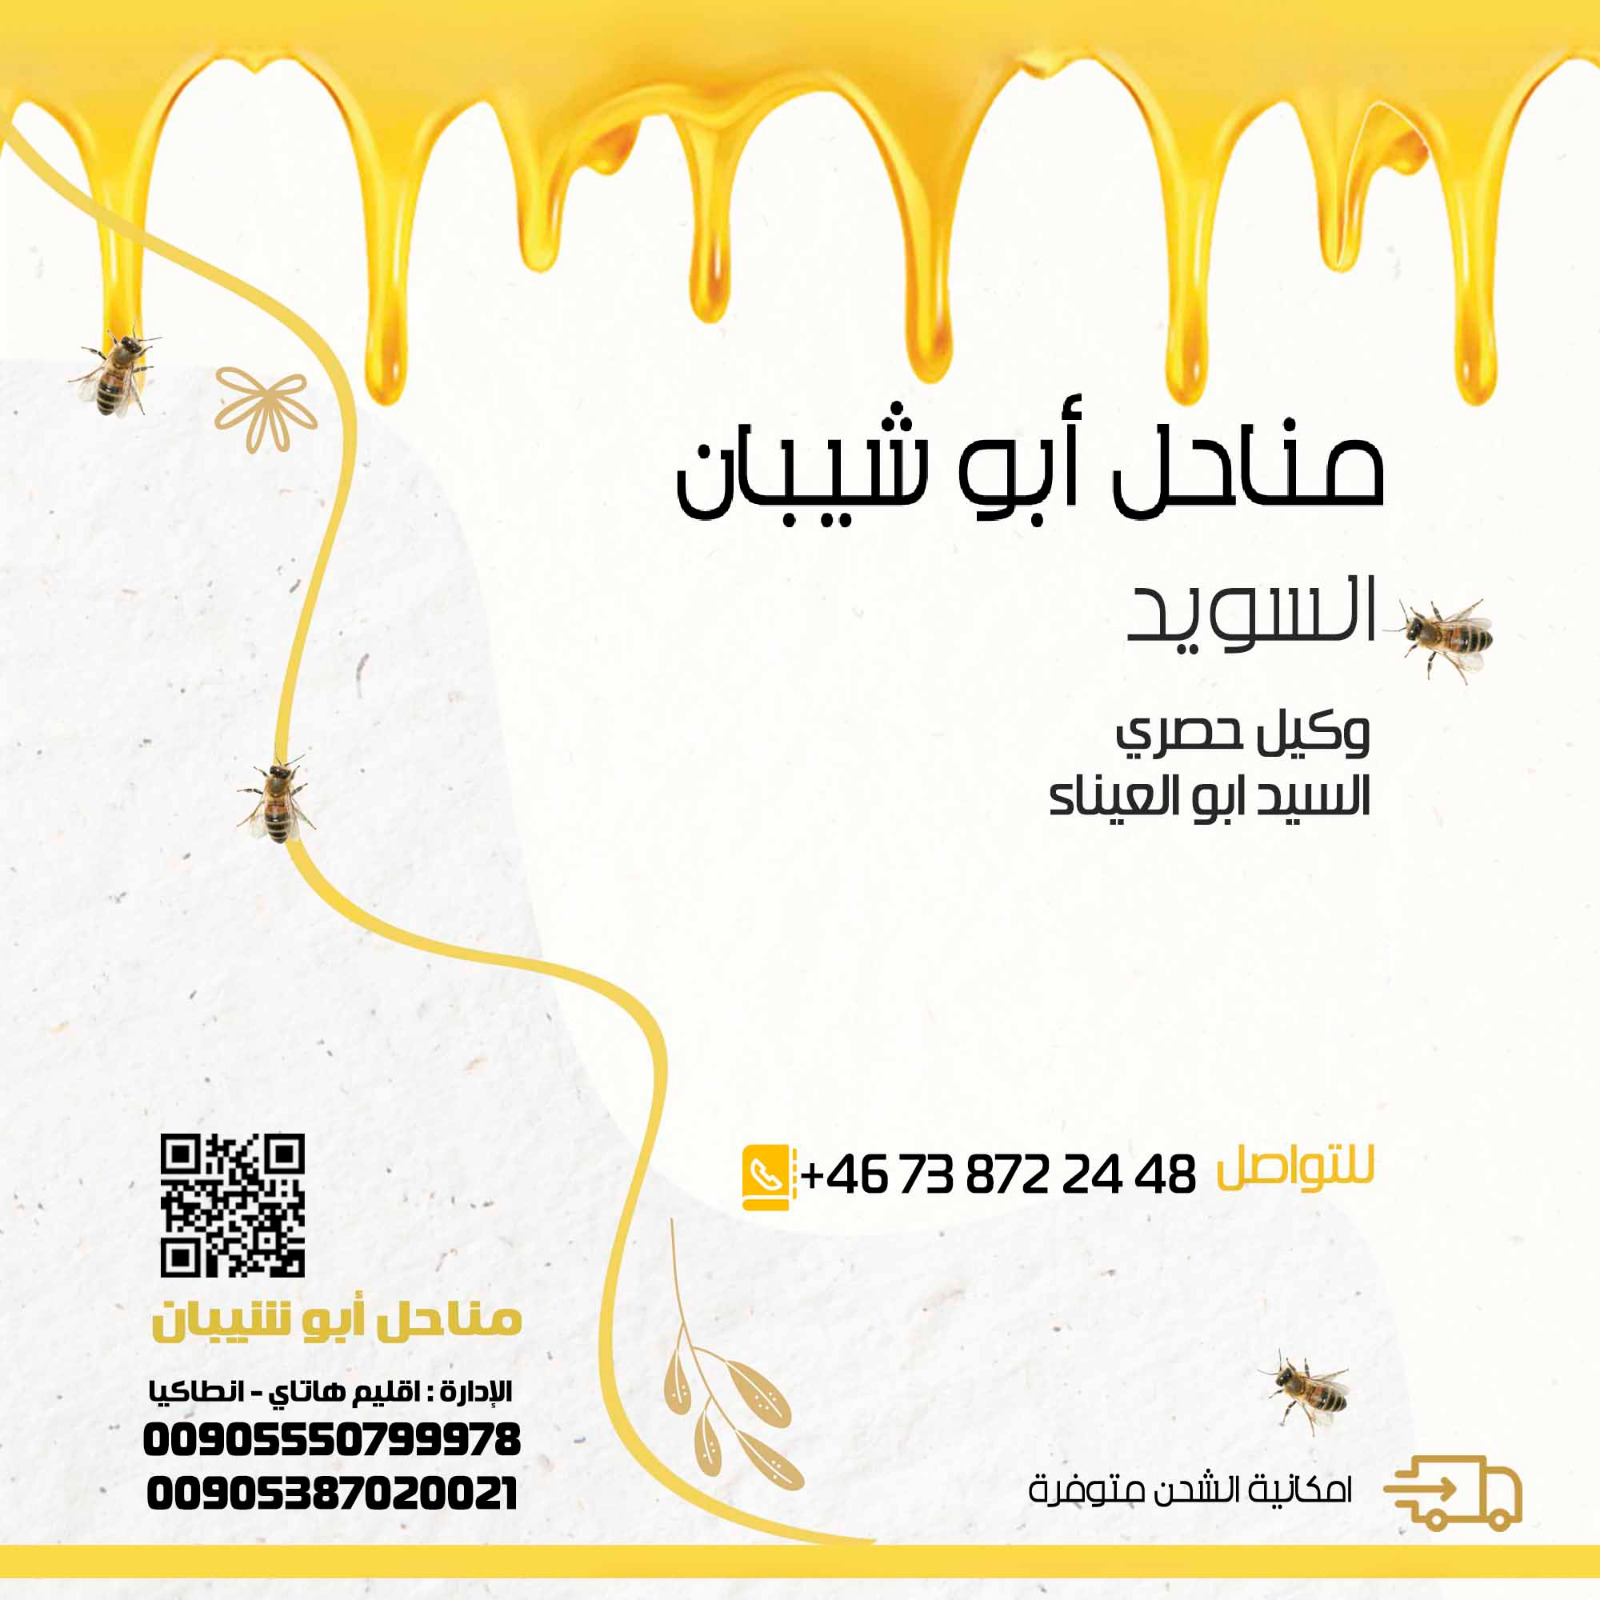 مناحل أبو شيبان
السويد
وكيل حصري
السيد ابو العيناء
للتواصل +46 73 872 24 48
مناحل أبو شيبان
الإدارة : اقليم هاتاي - انطاكيا
00905550799978
00905387020021
امكانية الشحن متوفرة